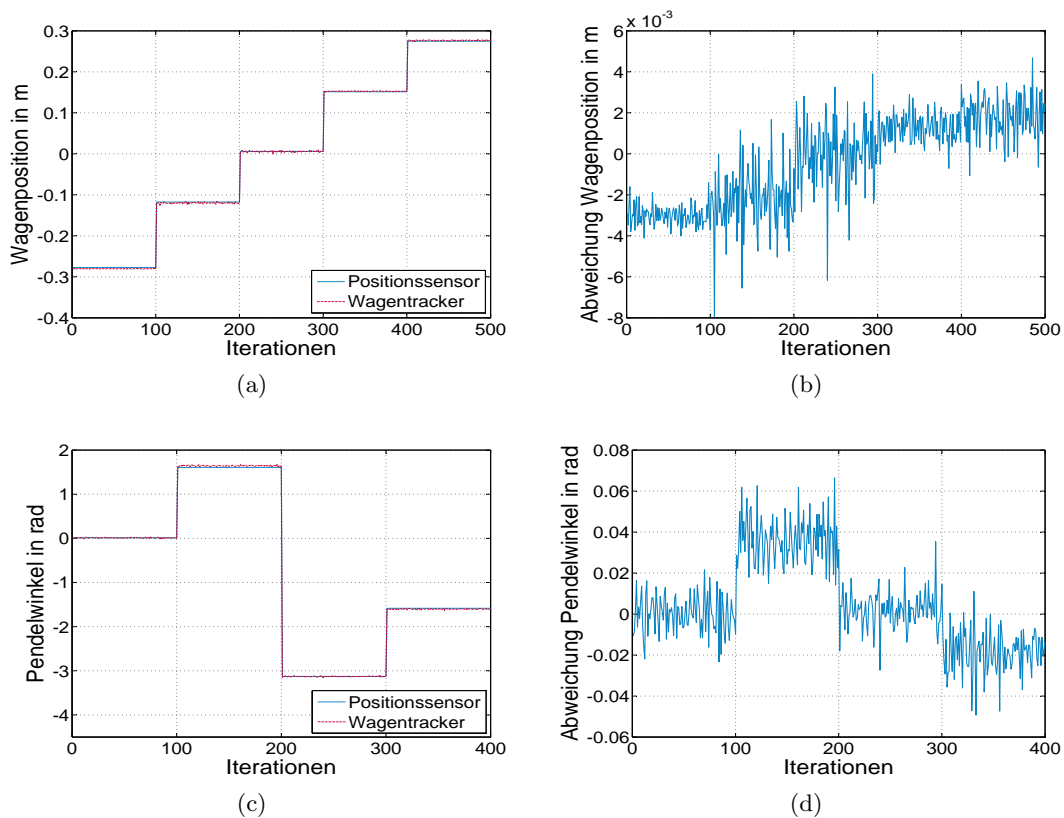 Wagenposition in m
0.3
0.2
0.1
0
-0.1
-0.2
-0.3
-0.4
0 100 200 300 400 500
Iterationen
Positionssensor
Wagentracker
(a)
Abweichung Wagenposition in m
x 10⁻³
6
4
2
0
-2
-4
-6
-8
0 100 200 300 400 500
Iterationen
(b)
Pendelwinkel in rad
2
1
0
-1
-2
-3
-4
0 100 200 300 400
Iterationen
Positionssensor
Wagentracker
(c)
Abweichung Pendelwinkel in rad
0.08
0.06
0.04
0.02
0
-0.02
-0.04
-0.06
0 100 200 300 400
Iterationen
(d)